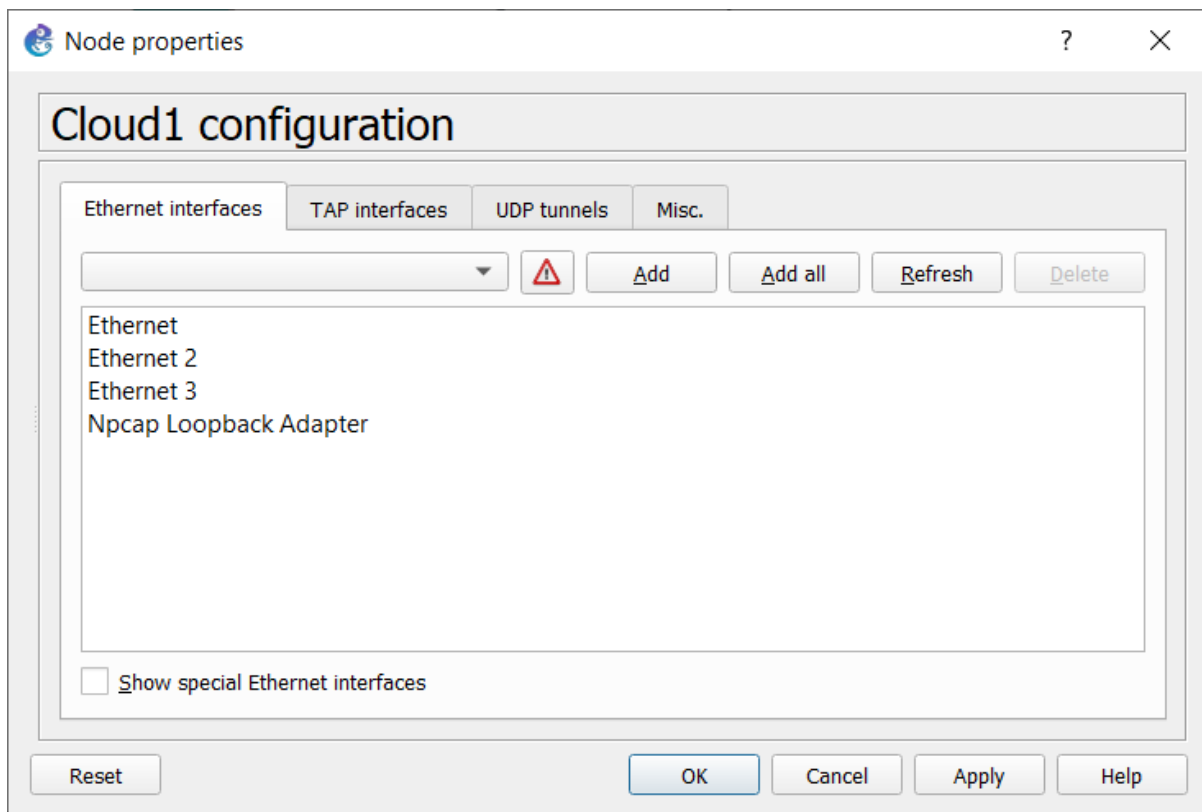 Node properties
?
Cloud1 configuration
Ethernet interfaces
TAP interfaces
UDP tunnels
Misc.
Add
Add all
Refresh
Delete
Ethernet
Ethernet 2
Ethernet 3
Npcap Loopback Adapter
Show special Ethernet interfaces
Reset
OK
Cancel
Apply
Help